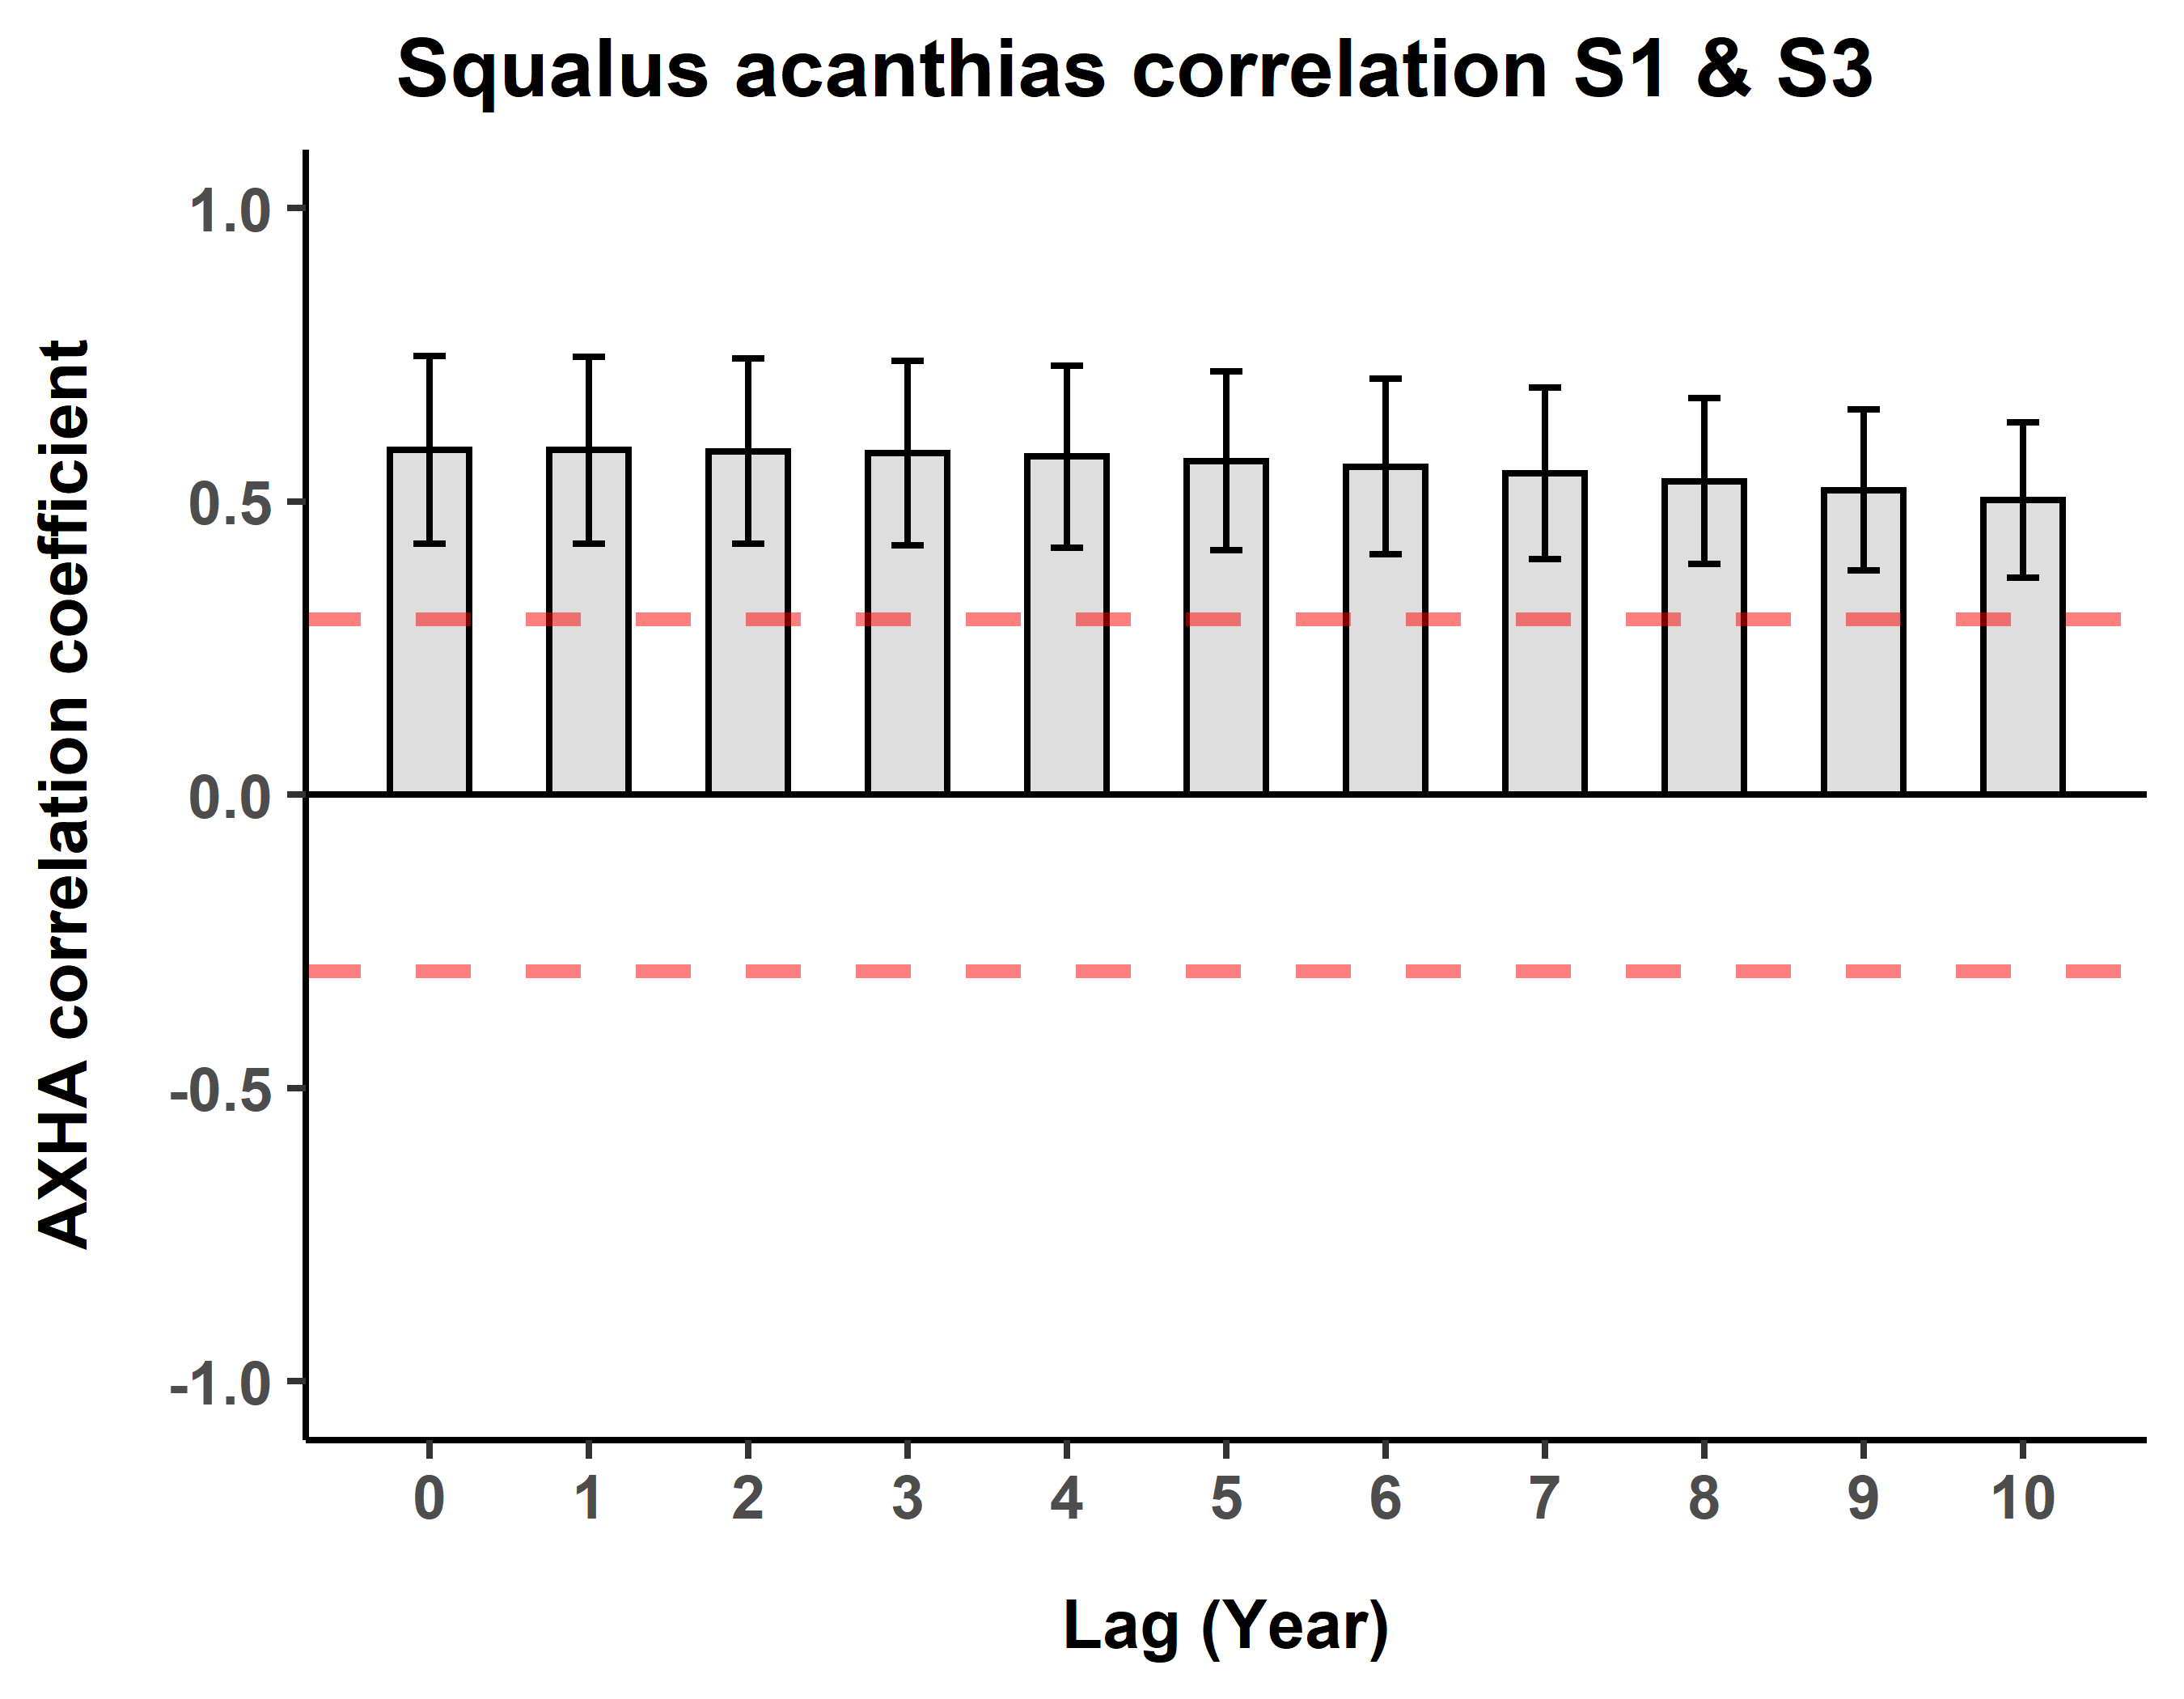 Squalus acanthias correlation S1 & S3
AXHA correlation coefficient
1.0
0.5
0.0
-0.5
-1.0
0 1 2 3 4 5 6 7 8 9 10
Lag (Year)